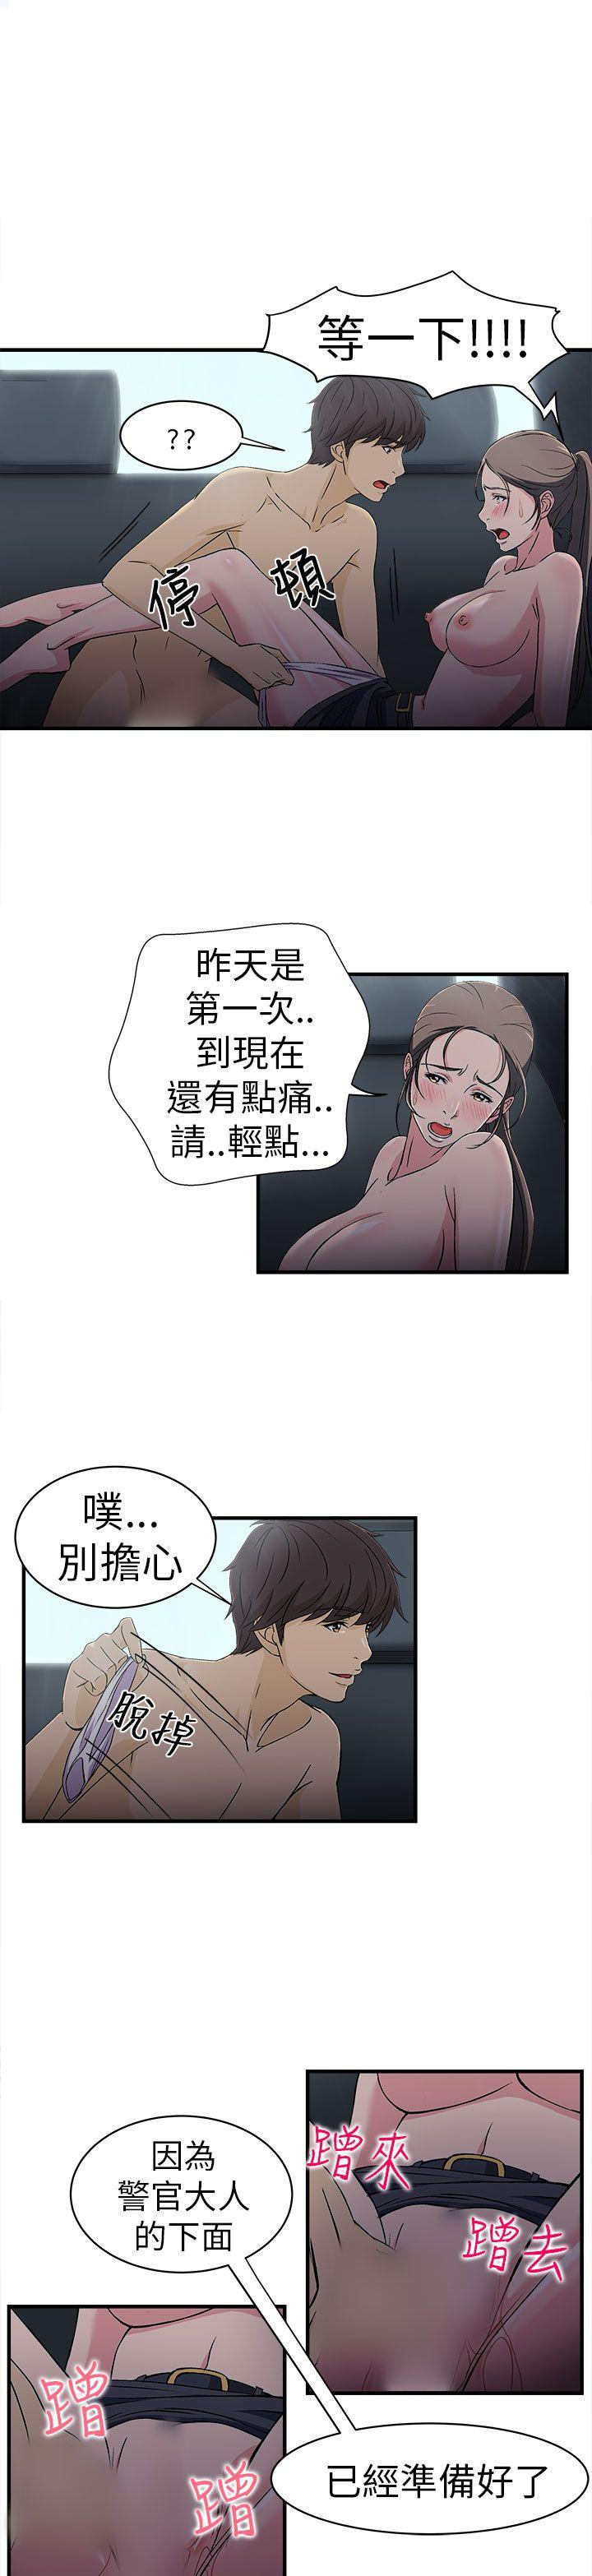 等一下!!!!
??
停頓
昨天是
第一次..
到現在
還有點痛..
請..輕點...
噗...
別擔心
脫掉
蹭來
蹭去
因為
警官大人
的下面
蹭
蹭
已經準備好了